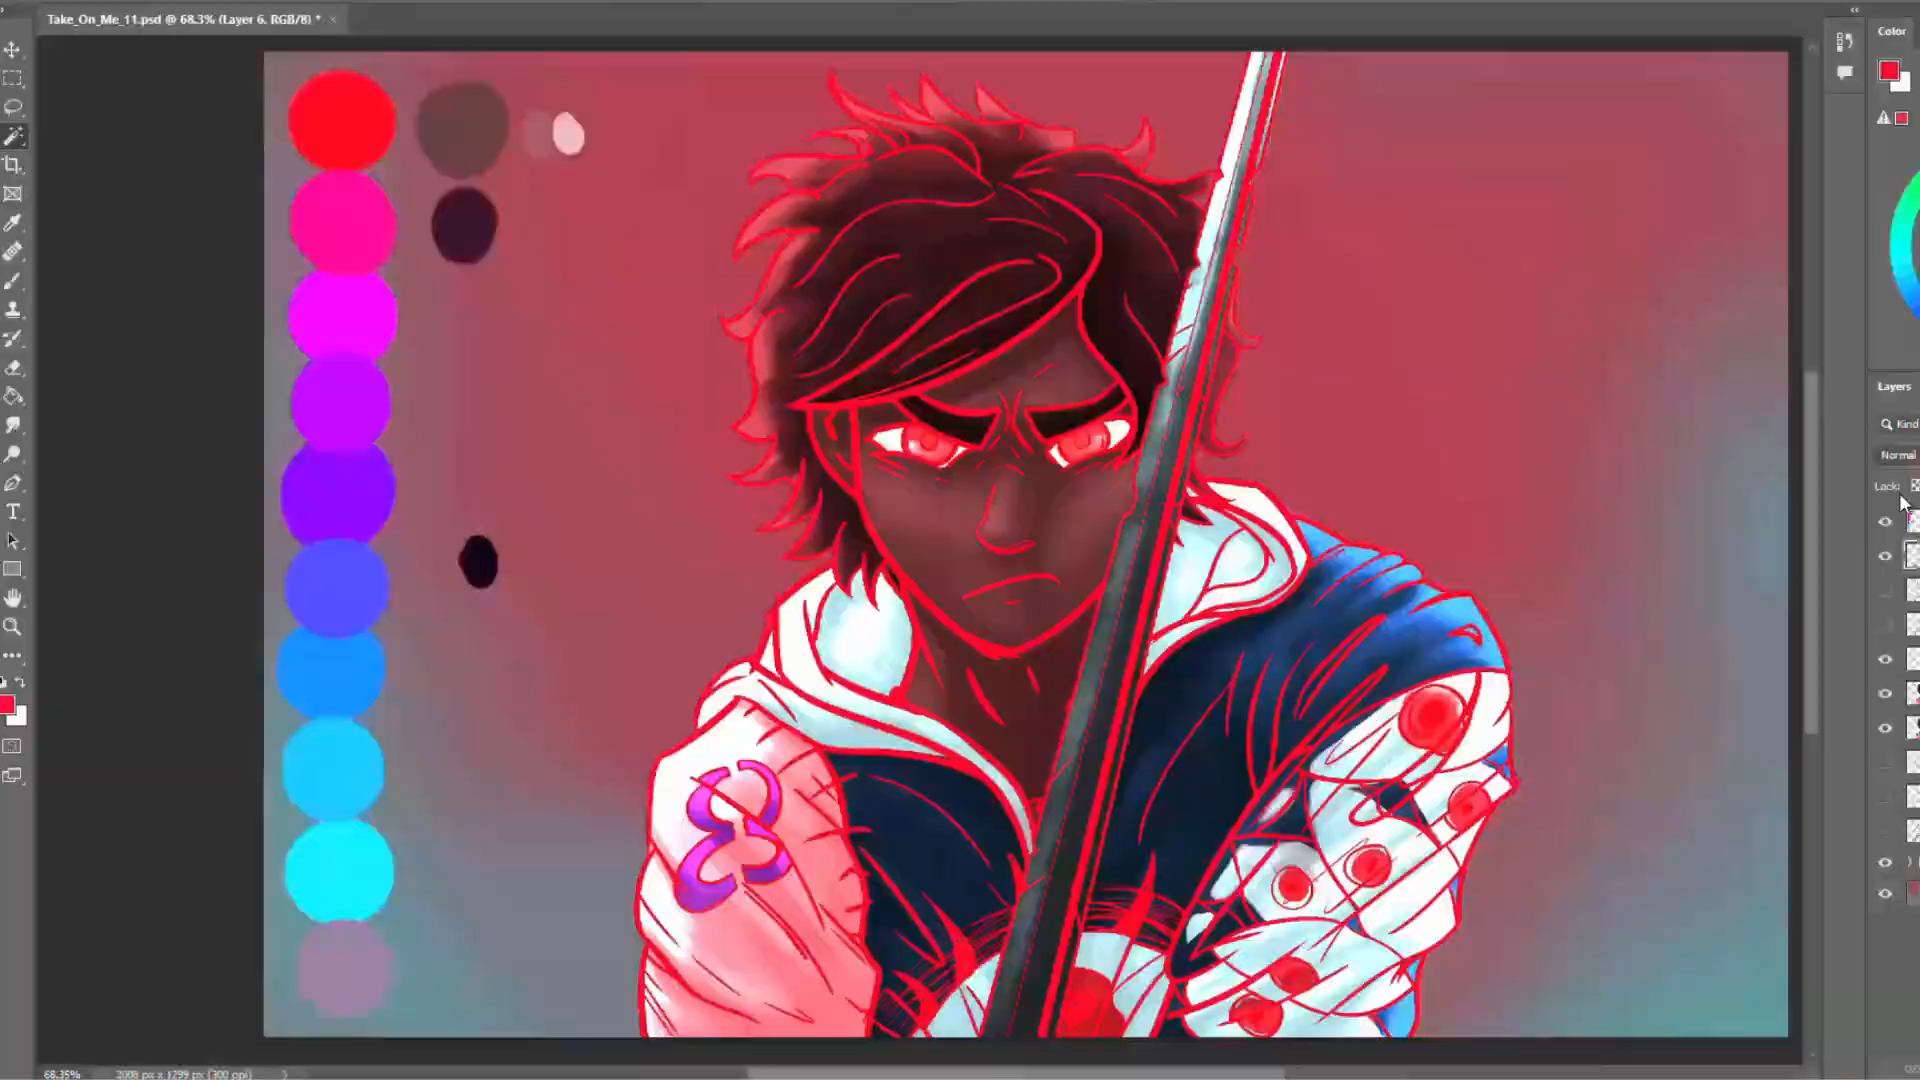 Take_On_Me_11.psd @ 68.3% (Layer 6, RGB/8) *
Color
Layers
Kind
Normal
Lock:
68.35%
2008 px x 1299 px (300 ppi)